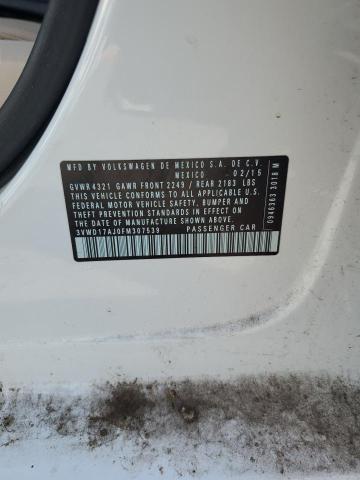 MFD. BY VOLKSWAGEN DE MEXICO S.A. DE C.V.
MEXICO 02/15
GVWR 4321 GAWR FRONT 2249 / REAR 2183 LBS
THIS VEHICLE CONFORMS TO ALL APPLICABLE U.S.
FEDERAL MOTOR VEHICLE SAFETY, BUMPER AND
THEFT PREVENTION STANDARDS IN EFFECT ON
THE DATE OF MANUFACTURE SHOWN ABOVE.
3VWD17AJ0FM307539 PASSENGER CAR
0946363 3018 M